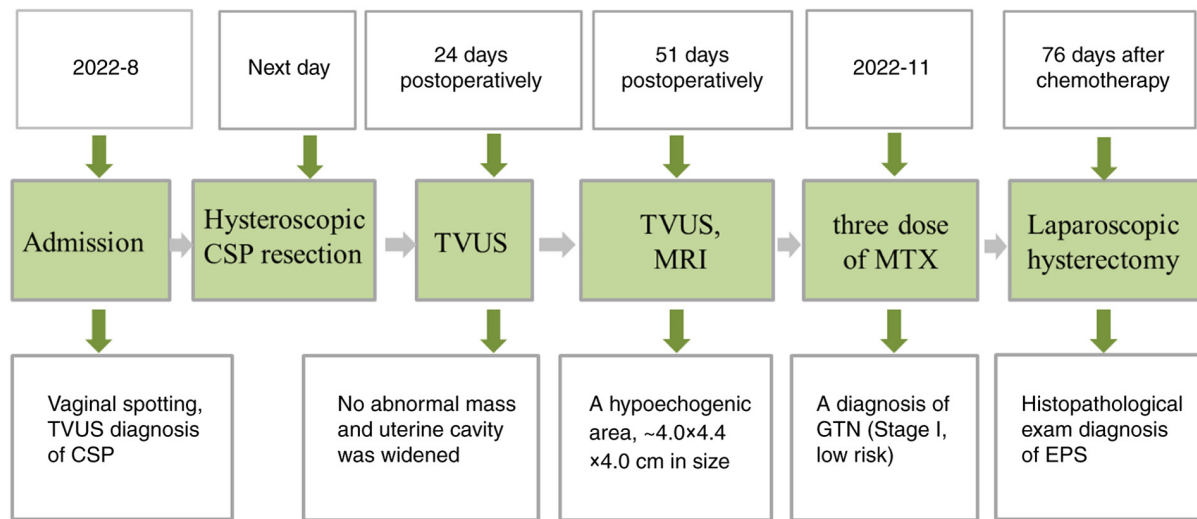 2022-8
Next day
24 days
postoperatively
51 days
postoperatively
2022-11
76 days after
chemotherapy
Admission
Hysteroscopic
CSP resection
TVUS
TVUS,
MRI
three dose
of MTX
Laparoscopic
hysterectomy
Vaginal spotting,
TVUS diagnosis
of CSP
No abnormal mass
and uterine cavity
was widened
A hypoechogenic
area, ~4.0×4.4
×4.0 cm in size
A diagnosis of
GTN (Stage I,
low risk)
Histopathological
exam diagnosis
of EPS